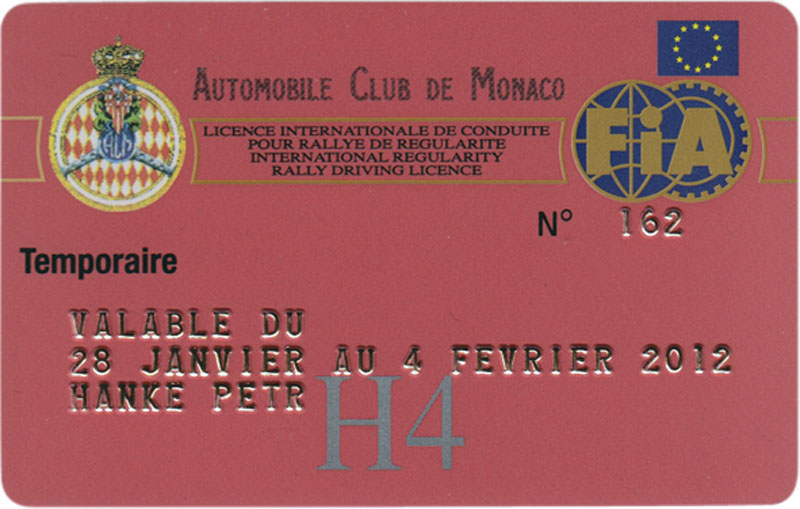 AUTOMOBILE CLUB DE MONACO
LICENCE INTERNATIONALE DE CONDUITE
POUR RALLYE DE REGULARITE
INTERNATIONAL REGULARITY
RALLY DRIVING LICENCE
FiA
N° 162
Temporaire
VALABLE DU
28 JANVIER AU 4 FEVRIER 2012
HANKE PETR
H4